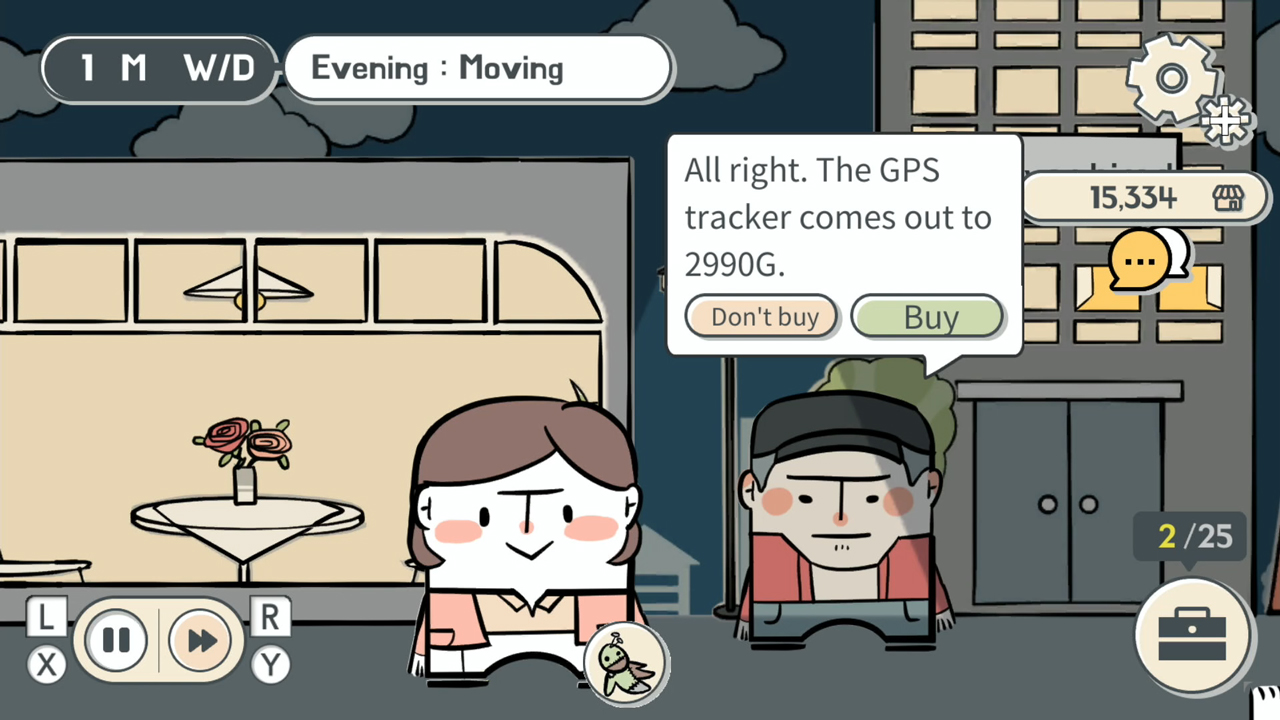 1 M W/D
Evening : Moving
All right. The GPS
tracker comes out to
2990G.
Don't buy
Buy
15,334
2/25
L
R
X
Y